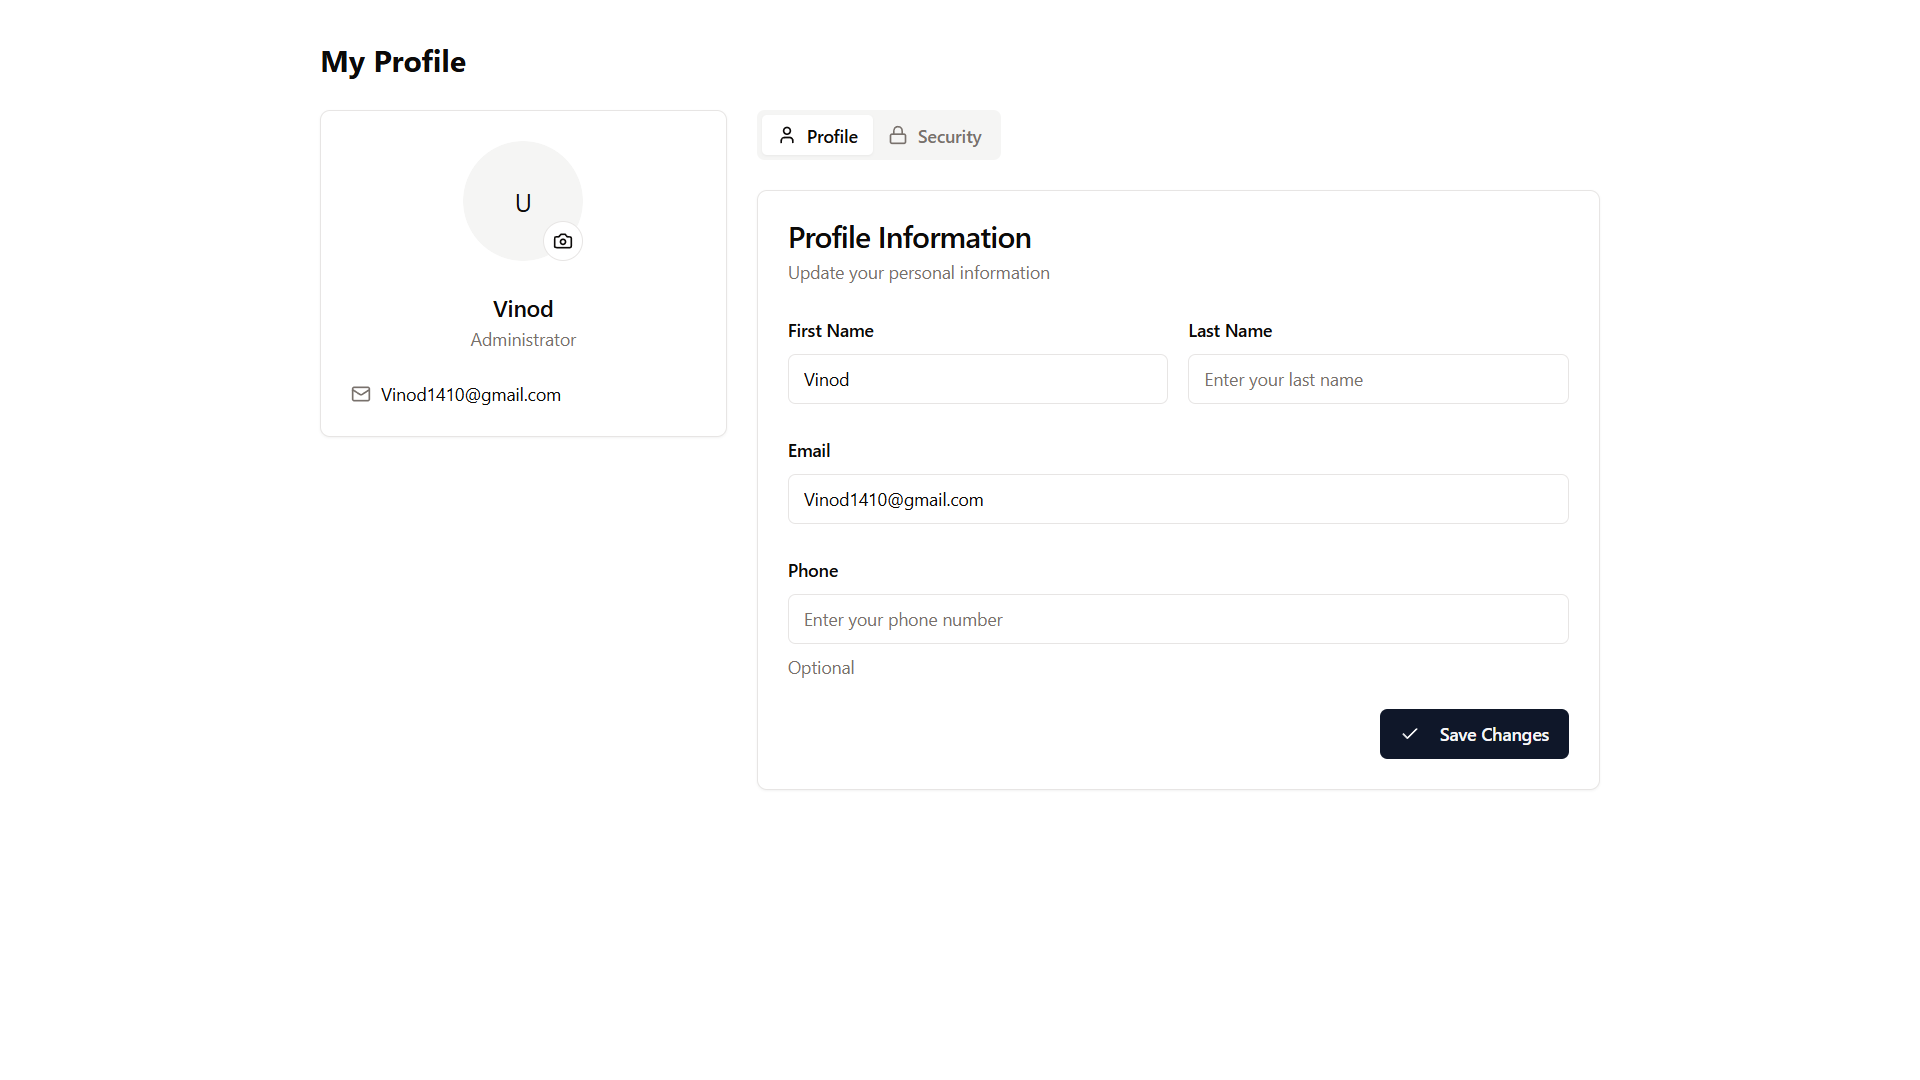 My Profile
U
Vinod
Administrator
Vinod1410@gmail.com
Profile
Security
Profile Information
Update your personal information
First Name
Last Name
Vinod
Enter your last name
Email
Vinod1410@gmail.com
Phone
Enter your phone number
Optional
Save Changes